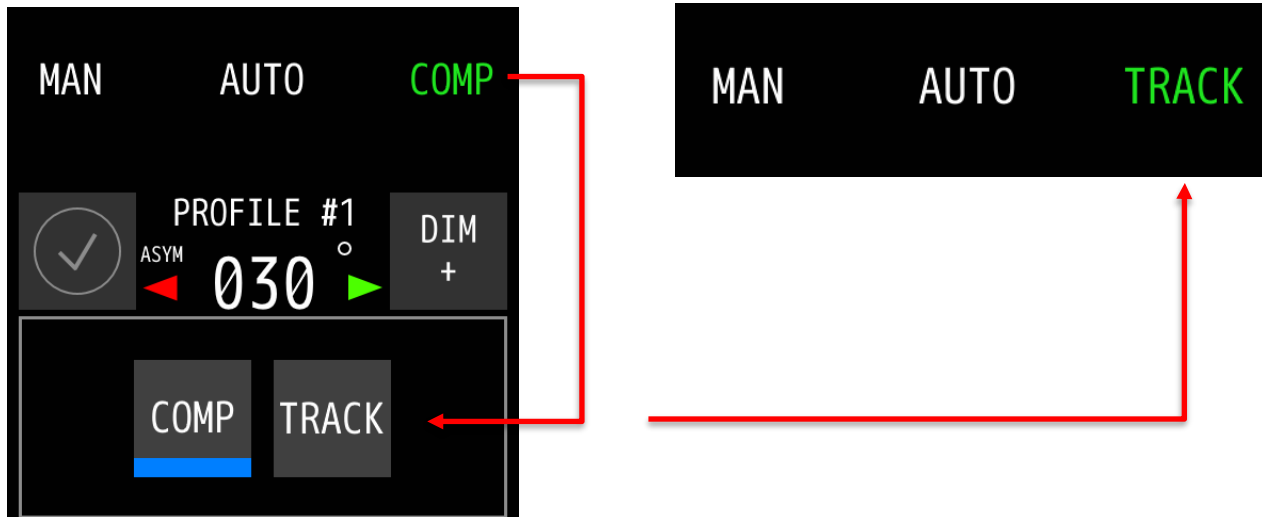 MAN AUTO COMP
PROFILE #1
ASYM 030°
DIM
+
COMP TRACK
MAN AUTO TRACK